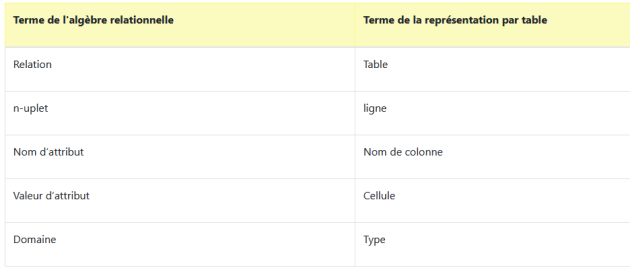 Terme de l'algèbre relationnelle Terme de la représentation par table
Relation Table
n-uplet ligne
Nom d'attribut Nom de colonne
Valeur d'attribut Cellule
Domaine Type